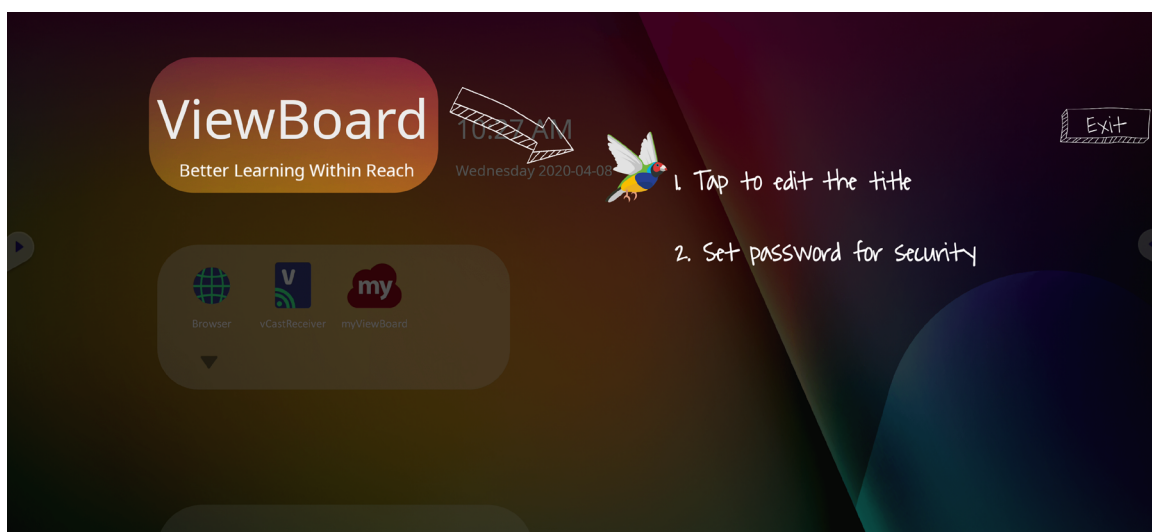 ViewBoard
Better Learning Within Reach
10:27 AM
Wednesday 2020-04-08
Exit
1. Tap to edit the title
2. Set password for security
V
my
Browser
vCastReceiver
myViewBoard